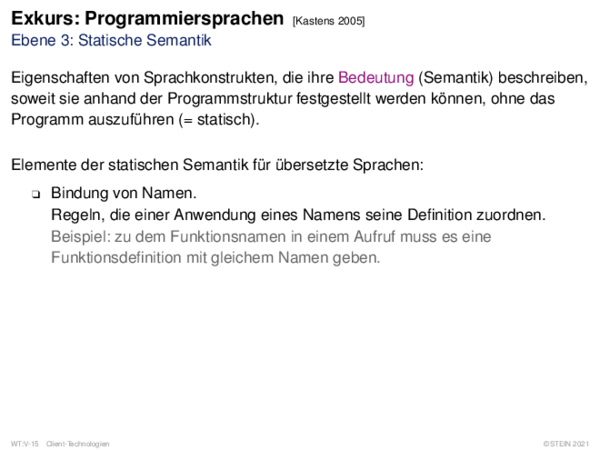 Exkurs: Programmiersprachen [Kastens 2005]
Ebene 3: Statische Semantik
Eigenschaften von Sprachkonstrukten, die ihre Bedeutung (Semantik) beschreiben,
soweit sie anhand der Programmstruktur festgestellt werden können, ohne das
Programm auszuführen (= statisch).
Elemente der statischen Semantik für übersetzte Sprachen:
❑ Bindung von Namen.
Regeln, die einer Anwendung eines Namens seine Definition zuordnen.
Beispiel: zu dem Funktionsnamen in einem Aufruf muss es eine
Funktionsdefinition mit gleichem Namen geben.
WT:V-15 Client-Technologien ©STEIN 2021